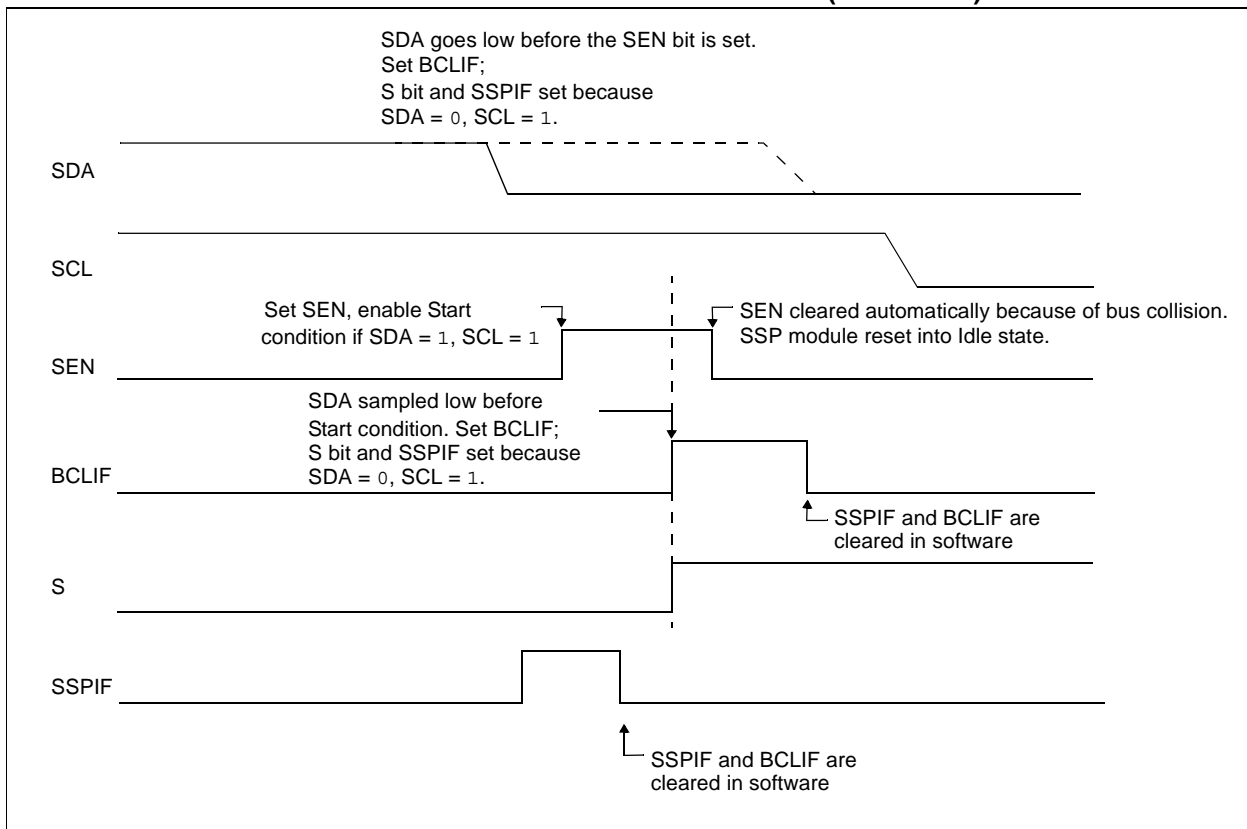 SDA goes low before the SEN bit is set.
Set BCLIF;
S bit and SSPIF set because
SDA = 0, SCL = 1.
SDA
SCL
Set SEN, enable Start
condition if SDA = 1, SCL = 1
SEN cleared automatically because of bus collision.
SSP module reset into Idle state.
SEN
SDA sampled low before
Start condition. Set BCLIF;
S bit and SSPIF set because
SDA = 0, SCL = 1.
BCLIF
SSPIF and BCLIF are
cleared in software
S
SSPIF
SSPIF and BCLIF are
cleared in software